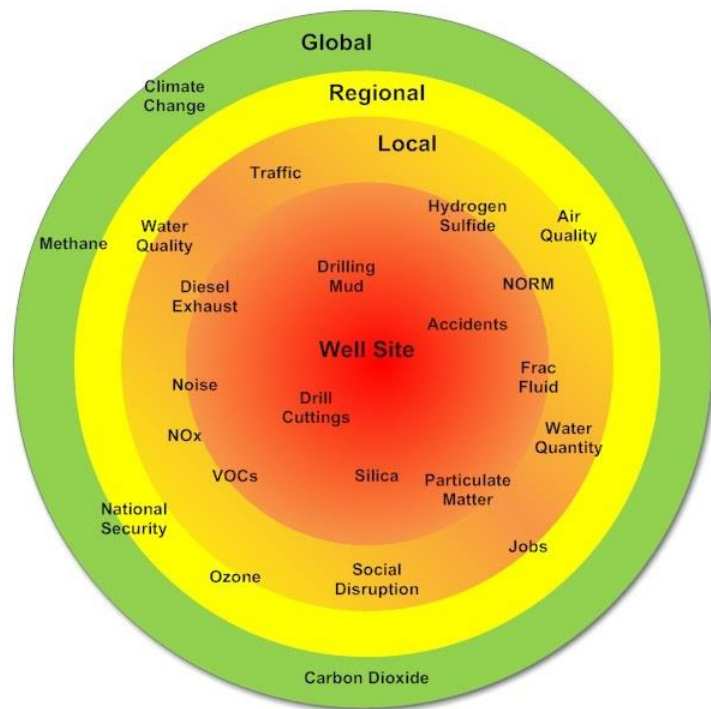 Global
Climate
Change
Regional
Local
Traffic
Hydrogen
Sulfide
Air
Quality
Water
Quality
Methane
Drilling
Mud
NORM
Diesel
Exhaust
Accidents
Well Site
Frac
Fluid
Noise
Drill
Cuttings
Water
Quantity
NOx
VOCs
Silica
Particulate
Matter
National
Security
Jobs
Ozone
Social
Disruption
Carbon Dioxide